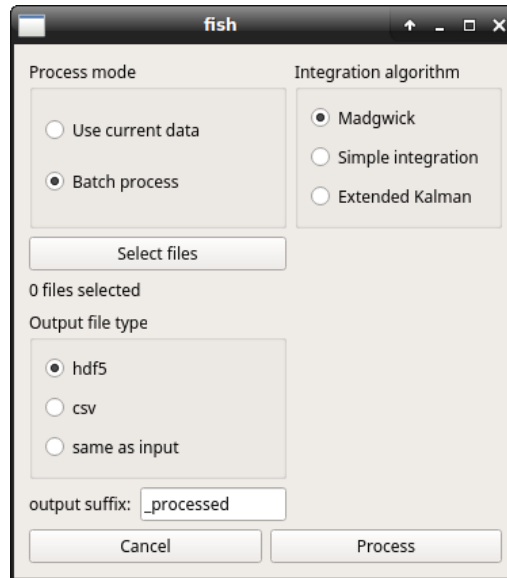 fish
Process mode
Use current data
Batch process
Integration algorithm
Madgwick
Simple integration
Extended Kalman
Select files
0 files selected
Output file type
hdf5
csv
same as input
output suffix: _processed
Cancel
Process